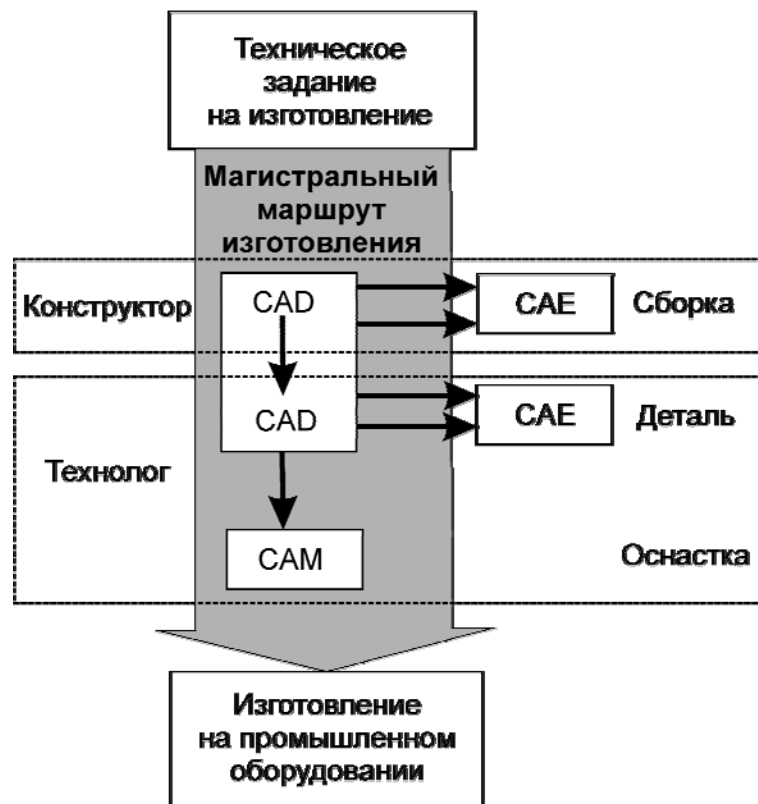 Техническое
задание
на изготовление
Магистральный
маршрут
изготовления
Конструктор
CAD
CAE
Сборка
CAD
CAE
Деталь
Технолог
CAM
Оснастка
Изготовление
на промышленном
оборудовании